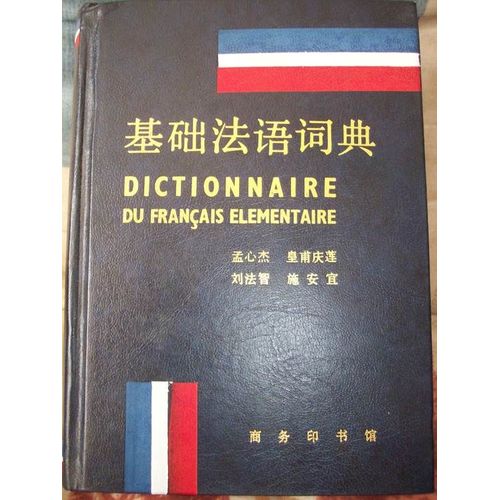 基础法语词典
DICTIONNAIRE
DU FRANÇAIS ELEMENTAIRE
孟心杰 皇甫庆莲
刘法智 施安宜
商务印书馆